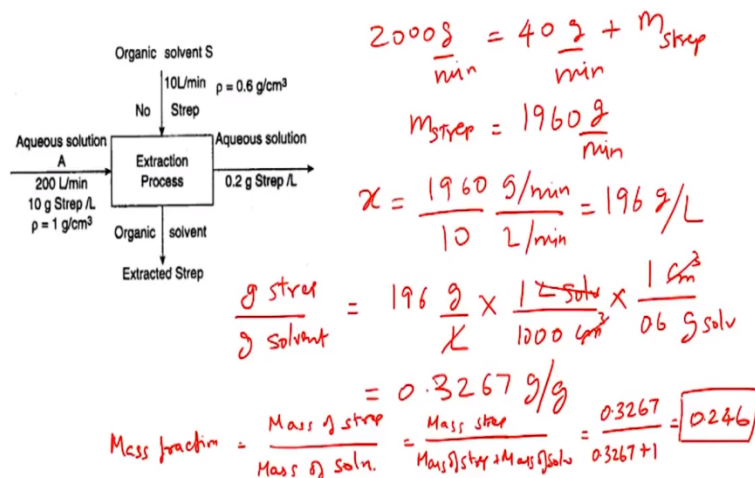 Organic solvent S
10L/min ρ = 0.6 g/cm³
No Strep
Aqueous solution
A
200 L/min
10 g Strep /L
ρ = 1 g/cm³
Extraction
Process
Aqueous solution
0.2 g Strep /L
Organic solvent
Extracted Strep
2000 g/min = 40 g/min + m strep
m strep = 1960 g/min
x = 1960/10 g/min / L/min = 196 g/L
g strep / g solvent = 196 g/L × 1 L solv / 1000 cm³ × 1 cm³ / 0.6 g solv
= 0.3267 g/g
Mass fraction = Mass of strep / Mass of soln. = Mass strep / Mass of strep + Mass of solv = 0.3267 / 0.3267+1 = 0.246